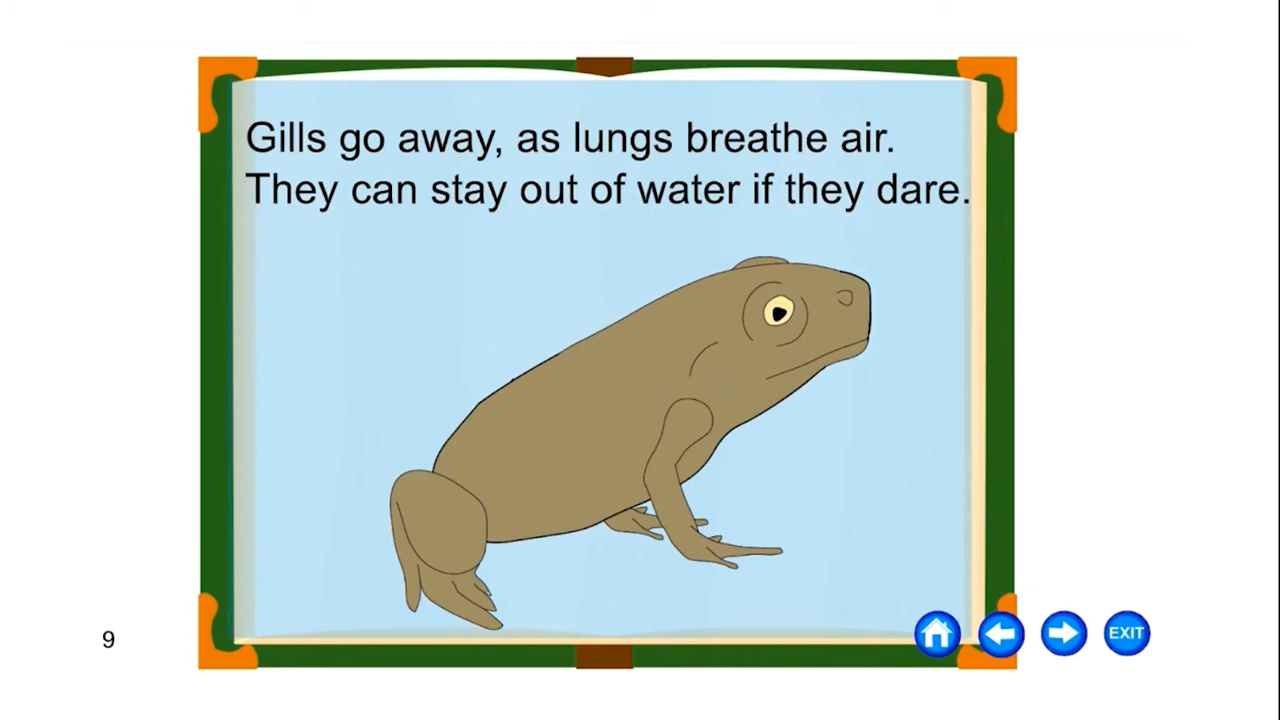 Gills go away, as lungs breathe air.
They can stay out of water if they dare.
9
EXIT